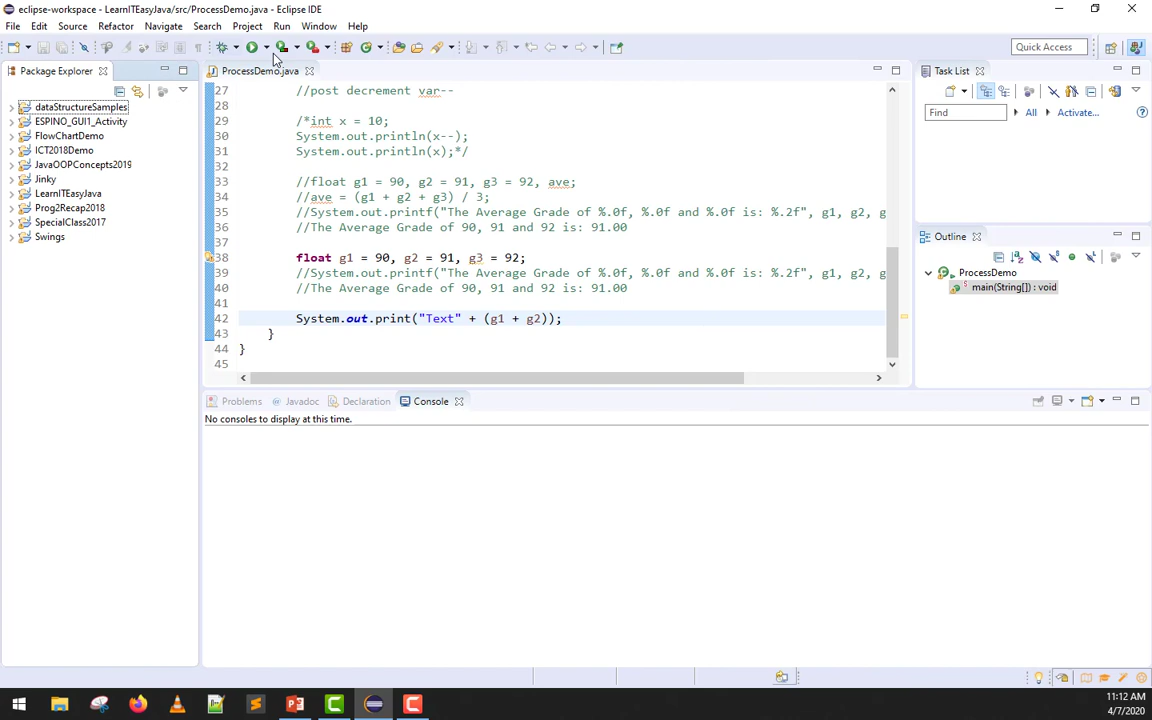 eclipse-workspace - LearnITEasyJava/src/ProcessDemo.java - Eclipse IDE
File Edit Source Refactor Navigate Search Project Run Window Help
Quick Access
Package Explorer
dataStructureSamples
ESPINO_GUI1_Activity
FlowChartDemo
ICT2018Demo
JavaOOPConcepts2019
Jinky
LearnITEasyJava
Prog2Recap2018
SpecialClass2017
Swings
ProcessDemo.java
27 //post decrement var--
28
29 /*int x = 10;
30 System.out.println(x--);
31 System.out.println(x);*/
32
33 //float g1 = 90, g2 = 91, g3 = 92, ave;
34 //ave = (g1 + g2 + g3) / 3;
35 //System.out.printf("The Average Grade of %.0f, %.0f and %.0f is: %.2f", g1, g2, g
36 //The Average Grade of 90, 91 and 92 is: 91.00
37
38 float g1 = 90, g2 = 91, g3 = 92;
39 //System.out.printf("The Average Grade of %.0f, %.0f and %.0f is: %.2f", g1, g2, g
40 //The Average Grade of 90, 91 and 92 is: 91.00
41
42 System.out.print("Text" + (g1 + g2));
43 }
44 }
45
Task List
Find All Activate...
Outline
ProcessDemo
main(String[]) : void
Problems Javadoc Declaration Console
No consoles to display at this time.
11:12 AM
4/7/2020